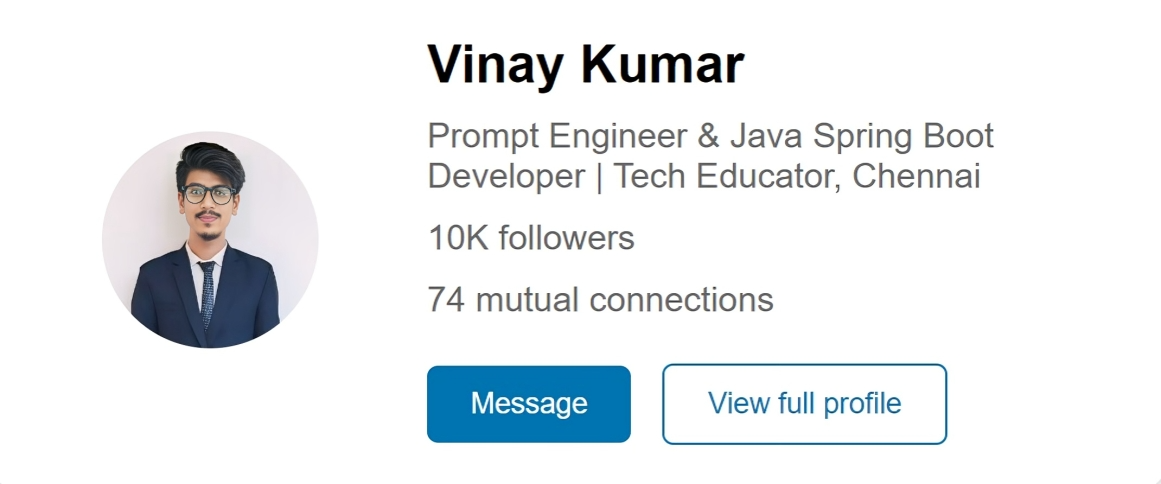 Vinay Kumar
Prompt Engineer & Java Spring Boot
Developer | Tech Educator, Chennai
10K followers
74 mutual connections
Message
View full profile